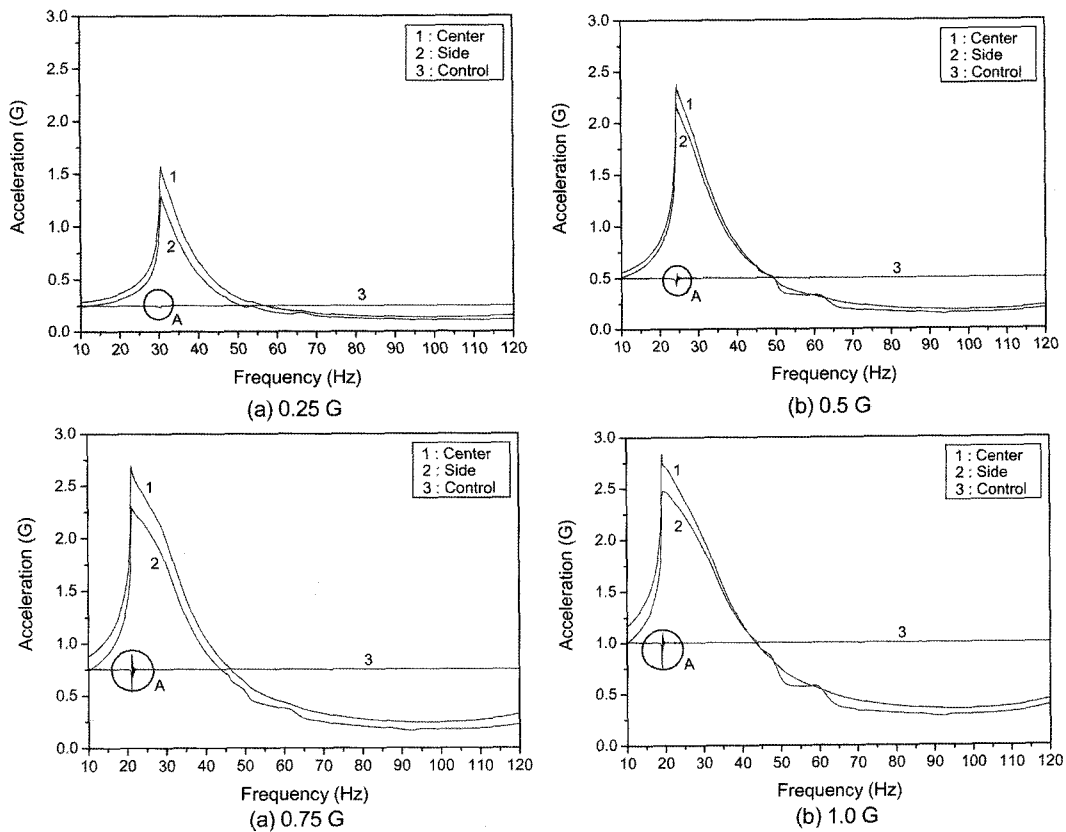 3.0
2.5
2.0
1.5
1.0
0.5
0.0
Acceleration (G)
1 : Center
2 : Side
3 : Control
1
2
3
A
10 20 30 40 50 60 70 80 90 100 110 120
Frequency (Hz)
(a) 0.25 G
3.0
2.5
2.0
1.5
1.0
0.5
0.0
Acceleration (G)
1 : Center
2 : Side
3 : Control
1
2
3
A
10 20 30 40 50 60 70 80 90 100 110 120
Frequency (Hz)
(b) 0.5 G
3.0
2.5
2.0
1.5
1.0
0.5
0.0
Acceleration (G)
1 : Center
2 : Side
3 : Control
1
2
3
A
10 20 30 40 50 60 70 80 90 100 110 120
Frequency (Hz)
(a) 0.75 G
3.0
2.5
2.0
1.5
1.0
0.5
0.0
Acceleration (G)
1 : Center
2 : Side
3 : Control
1
2
3
A
10 20 30 40 50 60 70 80 90 100 110 120
Frequency (Hz)
(b) 1.0 G